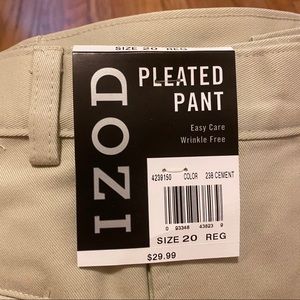 SIZE 20 REG
IZOD
PLEATED
PANT
Easy Care
Wrinkle Free
4239150 COLOR 238 CEMENT
0 93348 43823 9
SIZE 20 REG
$29.99